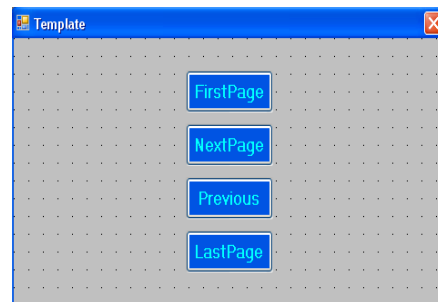 Template
FirstPage
NextPage
Previous
LastPage